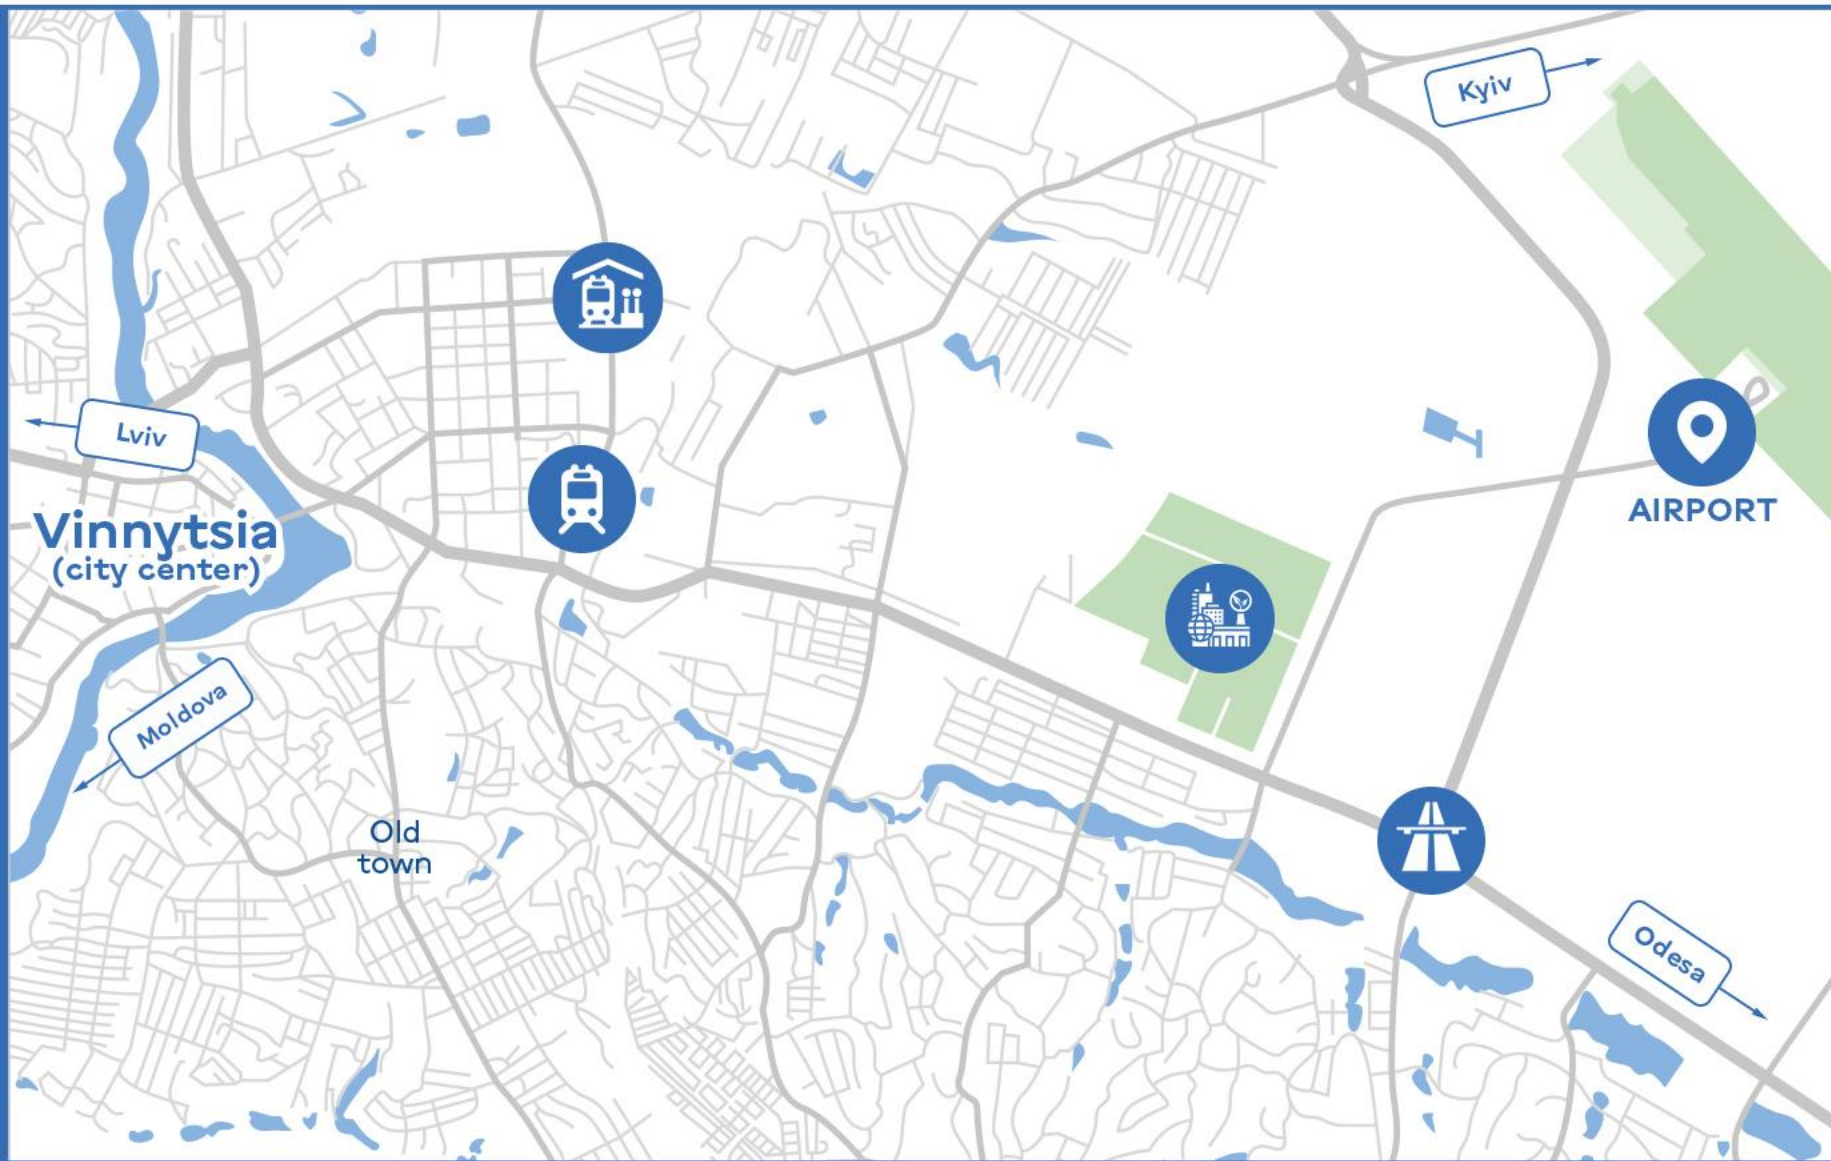 Kyiv
Lviv
Vinnytsia
(city center)
AIRPORT
Moldova
Old
town
Odesa